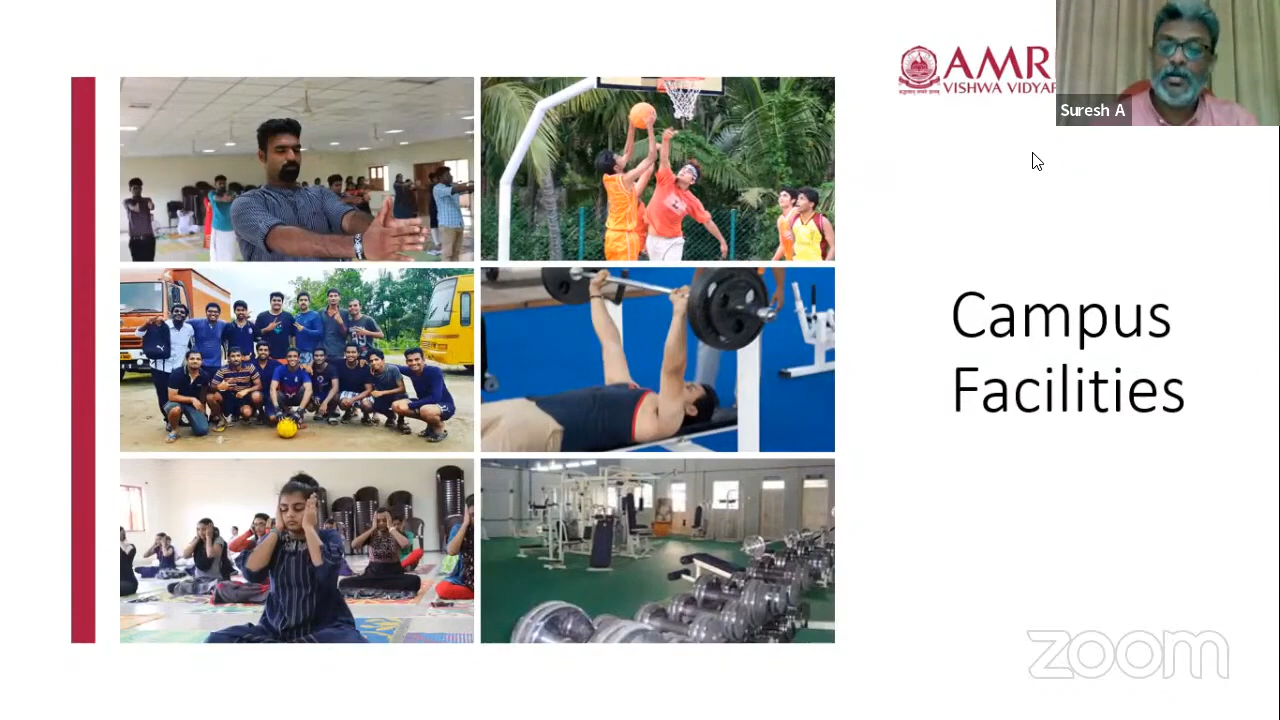 AMR
VISHWA VIDYAP
Suresh A
Campus
Facilities
zoom